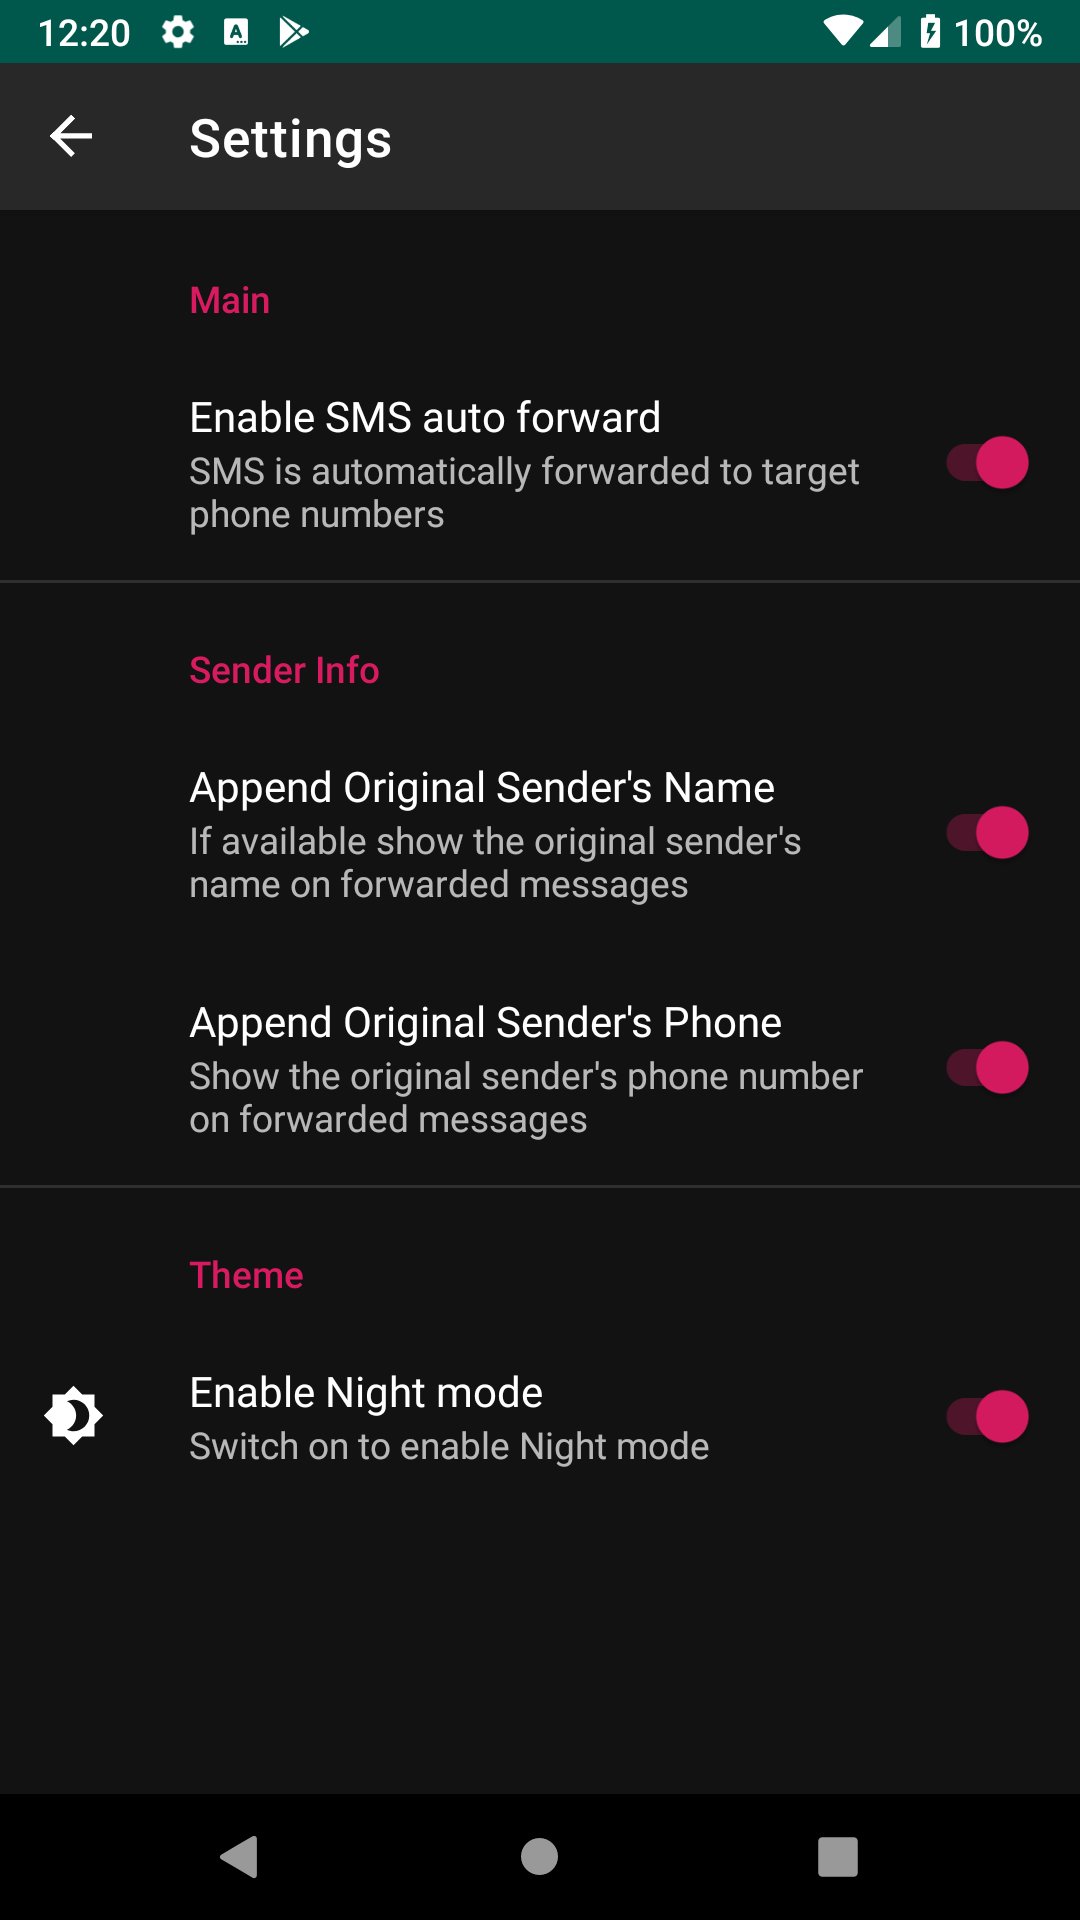 12:20
100%
Settings
Main
Enable SMS auto forward
SMS is automatically forwarded to target
phone numbers
Sender Info
Append Original Sender's Name
If available show the original sender's
name on forwarded messages
Append Original Sender's Phone
Show the original sender's phone number
on forwarded messages
Theme
Enable Night mode
Switch on to enable Night mode